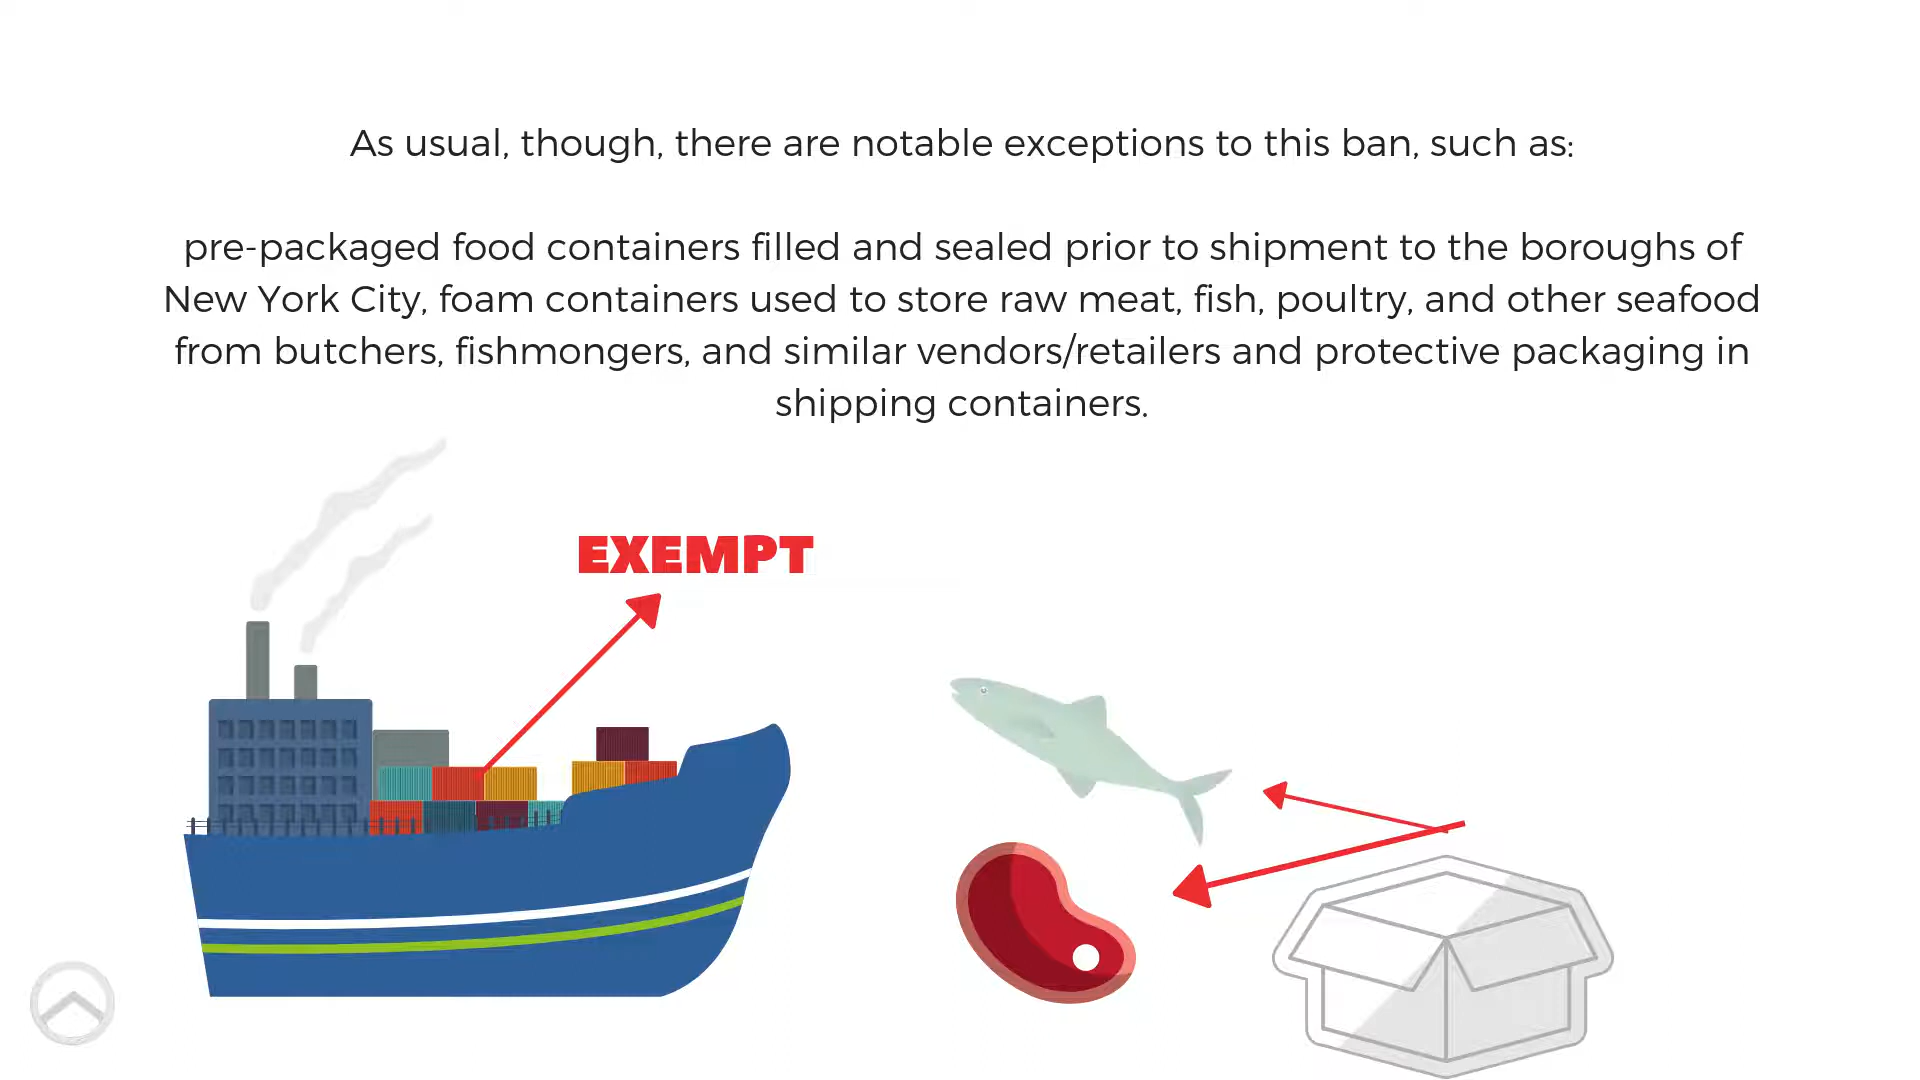 As usual, though, there are notable exceptions to this ban, such as:
pre-packaged food containers filled and sealed prior to shipment to the boroughs of
New York City, foam containers used to store raw meat, fish, poultry, and other seafood
from butchers, fishmongers, and similar vendors/retailers and protective packaging in
shipping containers.
EXEMPT